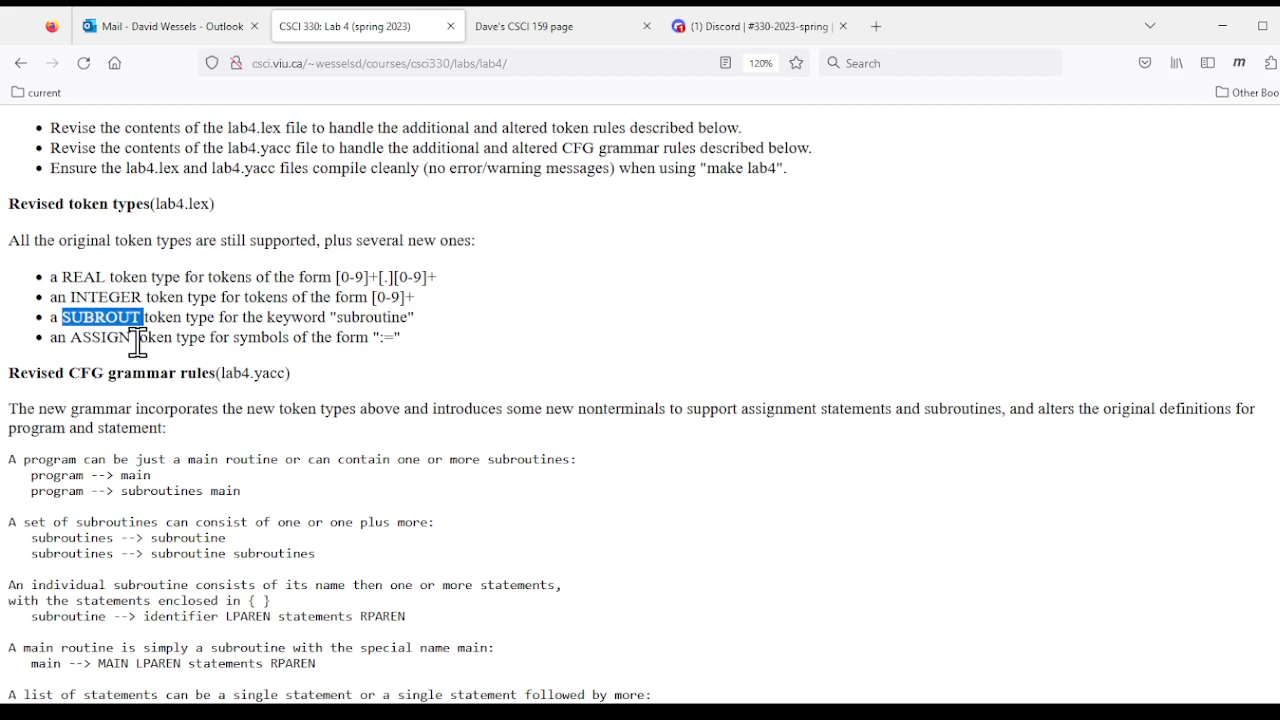 Mail - David Wessels - Outlook
CSCI 330: Lab 4 (spring 2023)
Dave's CSCI 159 page
(1) Discord | #330-2023-spring |
csci.viu.ca/~wesselsd/courses/csci330/labs/lab4/
120%
Search
current
Other Boo
• Revise the contents of the lab4.lex file to handle the additional and altered token rules described below.
• Revise the contents of the lab4.yacc file to handle the additional and altered CFG grammar rules described below.
• Ensure the lab4.lex and lab4.yacc files compile cleanly (no error/warning messages) when using "make lab4".
Revised token types(lab4.lex)
All the original token types are still supported, plus several new ones:
• a REAL token type for tokens of the form [0-9]+[.][0-9]+
• an INTEGER token type for tokens of the form [0-9]+
• a SUBROUT token type for the keyword "subroutine"
• an ASSIGN token type for symbols of the form ":="
Revised CFG grammar rules(lab4.yacc)
The new grammar incorporates the new token types above and introduces some new nonterminals to support assignment statements and subroutines, and alters the original definitions for
program and statement:
A program can be just a main routine or can contain one or more subroutines:
program --> main
program --> subroutines main
A set of subroutines can consist of one or one plus more:
subroutines --> subroutine
subroutines --> subroutine subroutines
An individual subroutine consists of its name then one or more statements,
with the statements enclosed in { }
subroutine --> identifier LPAREN statements RPAREN
A main routine is simply a subroutine with the special name main:
main --> MAIN LPAREN statements RPAREN
A list of statements can be a single statement or a single statement followed by more: